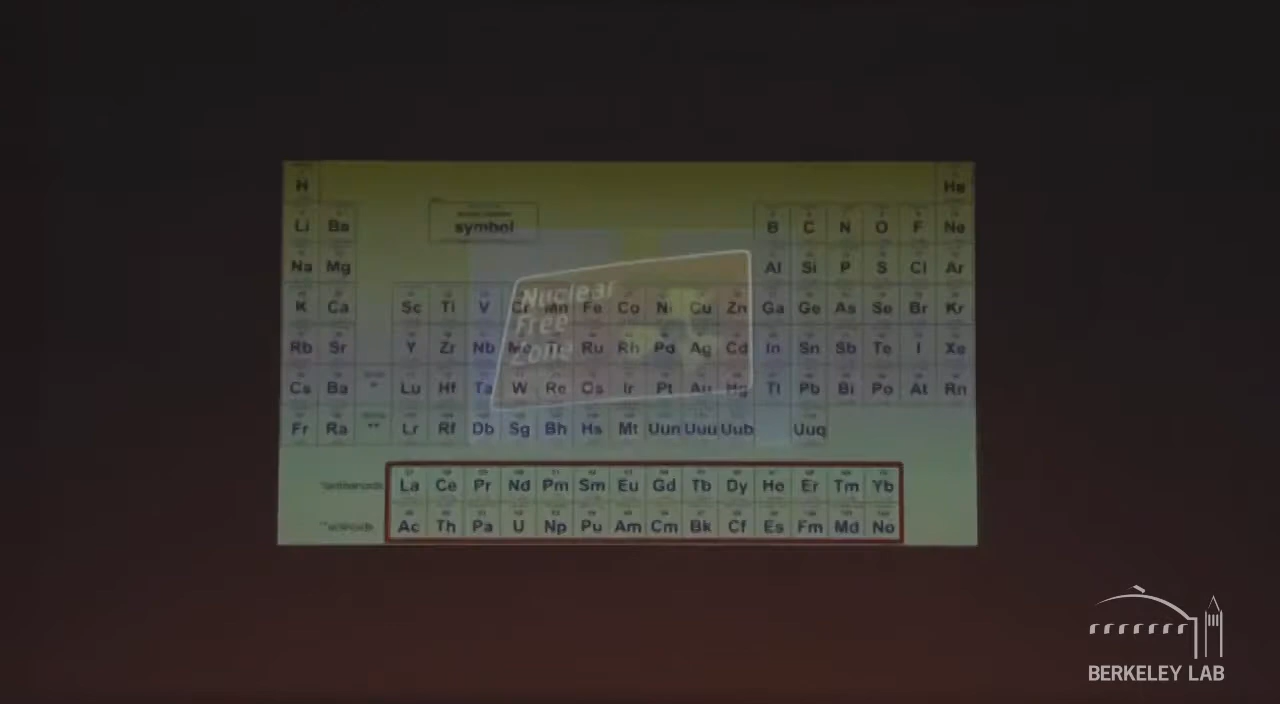 H He
Li Be symbol B C N O F Ne
Na Mg Al Si P S Cl Ar
K Ca Sc Ti V Cr Mn Fe Co Ni Cu Zn Ga Ge As Se Br Kr
Rb Sr Y Zr Nb Mo Tc Ru Rh Pd Ag Cd In Sn Sb Te I Xe
Cs Ba * Lu Hf Ta W Re Os Ir Pt Au Hg Tl Pb Bi Po At Rn
Fr Ra ** Lr Rf Db Sg Bh Hs Mt Uun Uuu Uub Uuq
Nuclear
Free
Zone
La Ce Pr Nd Pm Sm Eu Gd Tb Dy Ho Er Tm Yb
Ac Th Pa U Np Pu Am Cm Bk Cf Es Fm Md No
BERKELEY LAB